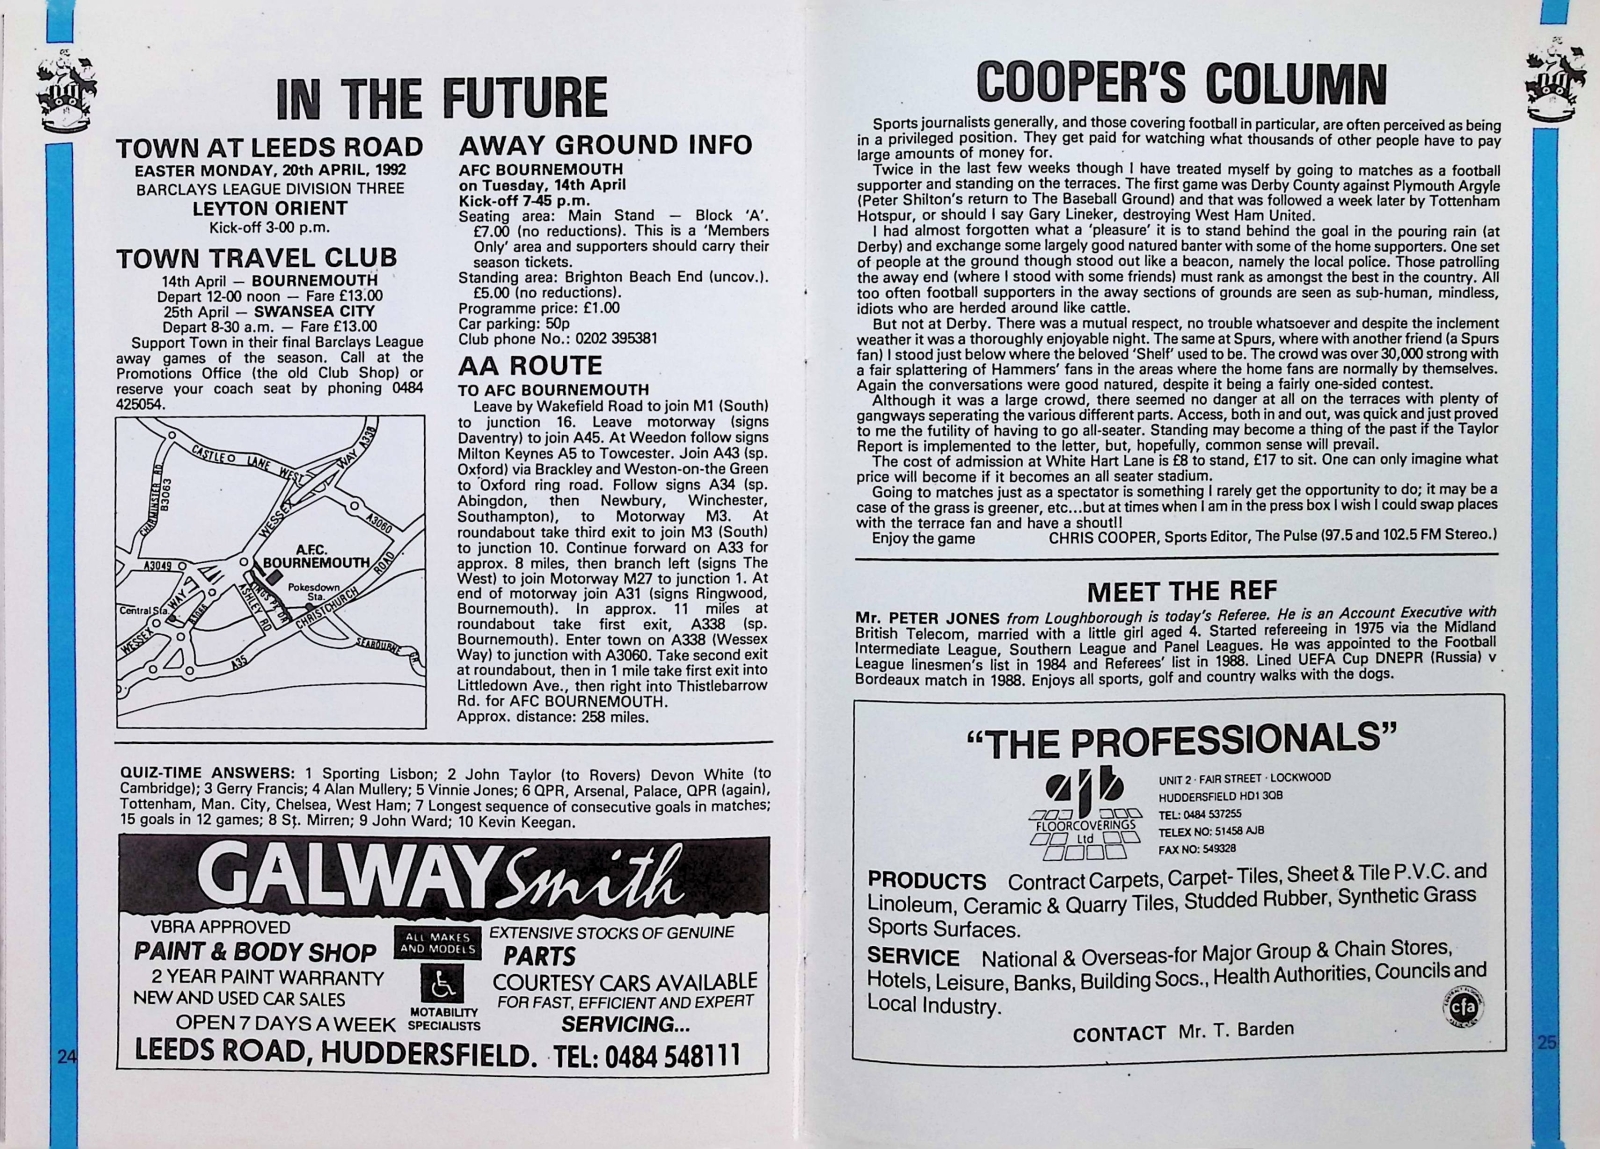 IN THE FUTURE
TOWN AT LEEDS ROAD
EASTER MONDAY, 20th APRIL, 1992
BARCLAYS LEAGUE DIVISION THREE
LEYTON ORIENT
Kick-off 3-00 p.m.
TOWN TRAVEL CLUB
14th April — BOURNEMOUTH
Depart 12-00 noon — Fare £13.00
25th April — SWANSEA CITY
Depart 8-30 a.m. — Fare £13.00
Support Town in their final Barclays League
away games of the season. Call at the
Promotions Office (the old Club Shop) or
reserve your coach seat by phoning 0484
425054.
CASTLE LANE WEST
WESSEX WAY A338
CHARMINSTER RD
B3063
A3060
A.F.C.
BOURNEMOUTH
A3049
Pokesdown
Sta.
KINGS PK DR
ASHLEY RD
CHRISTCHURCH ROAD
Central Sta.
WESSEX WAY
A35
SEABOURNE
AWAY GROUND INFO
AFC BOURNEMOUTH
on Tuesday, 14th April
Kick-off 7-45 p.m.
Seating area: Main Stand — Block 'A'.
£7.00 (no reductions). This is a 'Members
Only' area and supporters should carry their
season tickets.
Standing area: Brighton Beach End (uncov.).
£5.00 (no reductions).
Programme price: £1.00
Car parking: 50p
Club phone No.: 0202 395381
AA ROUTE
TO AFC BOURNEMOUTH
Leave by Wakefield Road to join M1 (South)
to junction 16. Leave motorway (signs
Daventry) to join A45. At Weedon follow signs
Milton Keynes A5 to Towcester. Join A43 (sp.
Oxford) via Brackley and Weston-on-the Green
to Oxford ring road. Follow signs A34 (sp.
Abingdon, then Newbury, Winchester,
Southampton), to Motorway M3. At
roundabout take third exit to join M3 (South)
to junction 10. Continue forward on A33 for
approx. 8 miles, then branch left (signs The
West) to join Motorway M27 to junction 1. At
end of motorway join A31 (signs Ringwood,
Bournemouth). In approx. 11 miles at
roundabout take first exit, A338 (sp.
Bournemouth). Enter town on A338 (Wessex
Way) to junction with A3060. Take second exit
at roundabout, then in 1 mile take first exit into
Littledown Ave., then right into Thistlebarrow
Rd. for AFC BOURNEMOUTH.
Approx. distance: 258 miles.
QUIZ-TIME ANSWERS: 1 Sporting Lisbon; 2 John Taylor (to Rovers) Devon White (to
Cambridge); 3 Gerry Francis; 4 Alan Mullery; 5 Vinnie Jones; 6 QPR, Arsenal, Palace, QPR (again),
Tottenham, Man. City, Chelsea, West Ham; 7 Longest sequence of consecutive goals in matches;
15 goals in 12 games; 8 St. Mirren; 9 John Ward; 10 Kevin Keegan.
GALWAY Smith
VBRA APPROVED
PAINT & BODY SHOP
2 YEAR PAINT WARRANTY
NEW AND USED CAR SALES
OPEN 7 DAYS A WEEK
ALL MAKES
AND MODELS
MOTABILITY
SPECIALISTS
EXTENSIVE STOCKS OF GENUINE
PARTS
COURTESY CARS AVAILABLE
FOR FAST, EFFICIENT AND EXPERT
SERVICING...
LEEDS ROAD, HUDDERSFIELD. TEL: 0484 548111
24
COOPER'S COLUMN
Sports journalists generally, and those covering football in particular, are often perceived as being
in a privileged position. They get paid for watching what thousands of other people have to pay
large amounts of money for.
Twice in the last few weeks though I have treated myself by going to matches as a football
supporter and standing on the terraces. The first game was Derby County against Plymouth Argyle
(Peter Shilton's return to The Baseball Ground) and that was followed a week later by Tottenham
Hotspur, or should I say Gary Lineker, destroying West Ham United.
I had almost forgotten what a 'pleasure' it is to stand behind the goal in the pouring rain (at
Derby) and exchange some largely good natured banter with some of the home supporters. One set
of people at the ground though stood out like a beacon, namely the local police. Those patrolling
the away end (where I stood with some friends) must rank as amongst the best in the country. All
too often football supporters in the away sections of grounds are seen as sub-human, mindless,
idiots who are herded around like cattle.
But not at Derby. There was a mutual respect, no trouble whatsoever and despite the inclement
weather it was a thoroughly enjoyable night. The same at Spurs, where with another friend (a Spurs
fan) I stood just below where the beloved 'Shelf' used to be. The crowd was over 30,000 strong with
a fair splattering of Hammers' fans in the areas where the home fans are normally by themselves.
Again the conversations were good natured, despite it being a fairly one-sided contest.
Although it was a large crowd, there seemed no danger at all on the terraces with plenty of
gangways seperating the various different parts. Access, both in and out, was quick and just proved
to me the futility of having to go all-seater. Standing may become a thing of the past if the Taylor
Report is implemented to the letter, but, hopefully, common sense will prevail.
The cost of admission at White Hart Lane is £8 to stand, £17 to sit. One can only imagine what
price will become if it becomes an all seater stadium.
Going to matches just as a spectator is something I rarely get the opportunity to do; it may be a
case of the grass is greener, etc...but at times when I am in the press box I wish I could swap places
with the terrace fan and have a shout!!
Enjoy the game CHRIS COOPER, Sports Editor, The Pulse (97.5 and 102.5 FM Stereo.)
MEET THE REF
Mr. PETER JONES from Loughborough is today's Referee. He is an Account Executive with
British Telecom, married with a little girl aged 4. Started refereeing in 1975 via the Midland
Intermediate League, Southern League and Panel Leagues. He was appointed to the Football
League linesmen's list in 1984 and Referees' list in 1988. Lined UEFA Cup DNEPR (Russia) v
Bordeaux match in 1988. Enjoys all sports, golf and country walks with the dogs.
"THE PROFESSIONALS"
ajb
FLOORCOVERINGS
Ltd
UNIT 2 · FAIR STREET · LOCKWOOD
HUDDERSFIELD HD1 3QB
TEL: 0484 537255
TELEX NO: 51458 AJB
FAX NO: 549328
PRODUCTS Contract Carpets, Carpet-Tiles, Sheet & Tile P.V.C. and
Linoleum, Ceramic & Quarry Tiles, Studded Rubber, Synthetic Grass
Sports Surfaces.
SERVICE National & Overseas-for Major Group & Chain Stores,
Hotels, Leisure, Banks, Building Socs., Health Authorities, Councils and
Local Industry.
cfa
CONTACT Mr. T. Barden
25